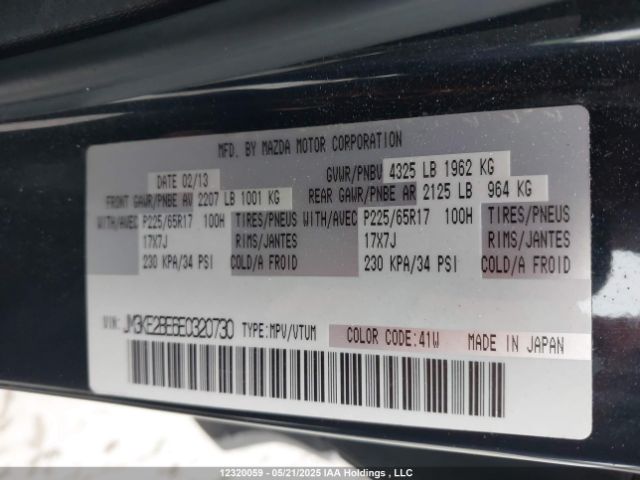 MFD. BY MAZDA MOTOR CORPORATION
DATE 02/13 GVWR/PNBV 4325 LB 1962 KG
FRONT GAWR/PNBE AV 2207 LB 1001 KG REAR GAWR/PNBE AR 2125 LB 964 KG
WITH/AVEC P225/65R17 100H TIRES/PNEUS WITH/AVEC P225/65R17 100H TIRES/PNEUS
17X7J RIMS/JANTES 17X7J RIMS/JANTES
230 KPA/34 PSI COLD/A FROID 230 KPA/34 PSI COLD/A FROID
VIN: JM3KE2BE6E0320730 TYPE:MPV/VTUM COLOR CODE:41W MADE IN JAPAN
12320059 - 05/21/2025 IAA Holdings , LLC